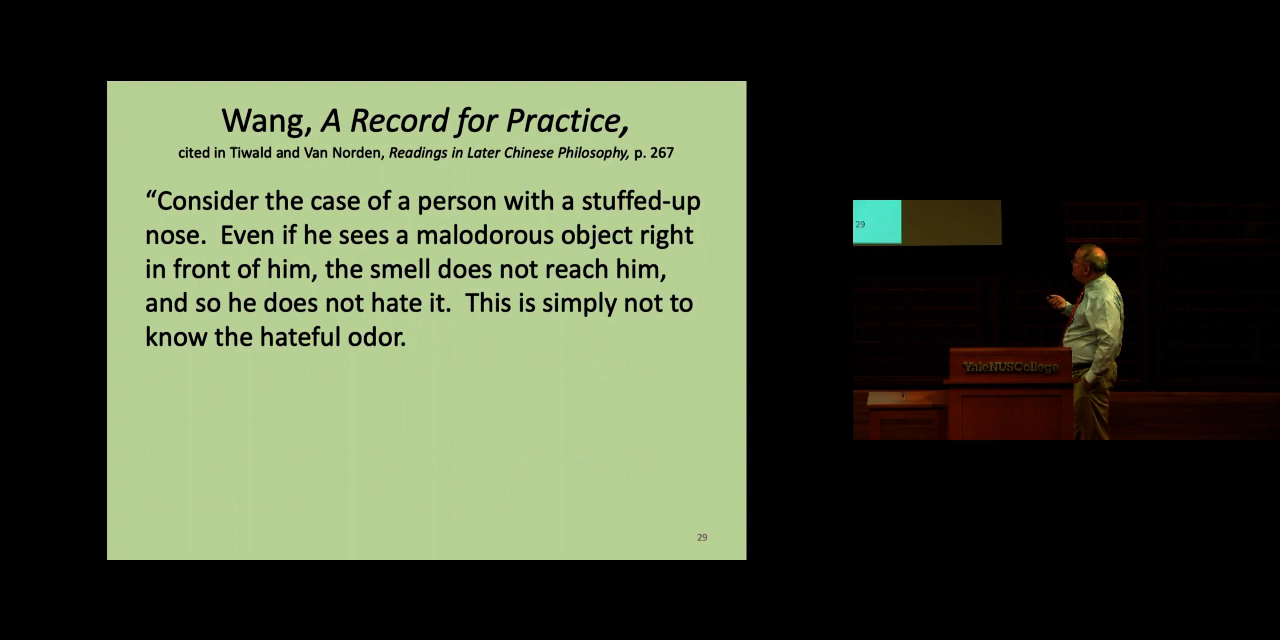 Wang, A Record for Practice,
cited in Tiwald and Van Norden, Readings in Later Chinese Philosophy, p. 267
“Consider the case of a person with a stuffed-up
nose.  Even if he sees a malodorous object right
in front of him, the smell does not reach him,
and so he does not hate it.  This is simply not to
know the hateful odor.
29
29
YaleNUSCollege